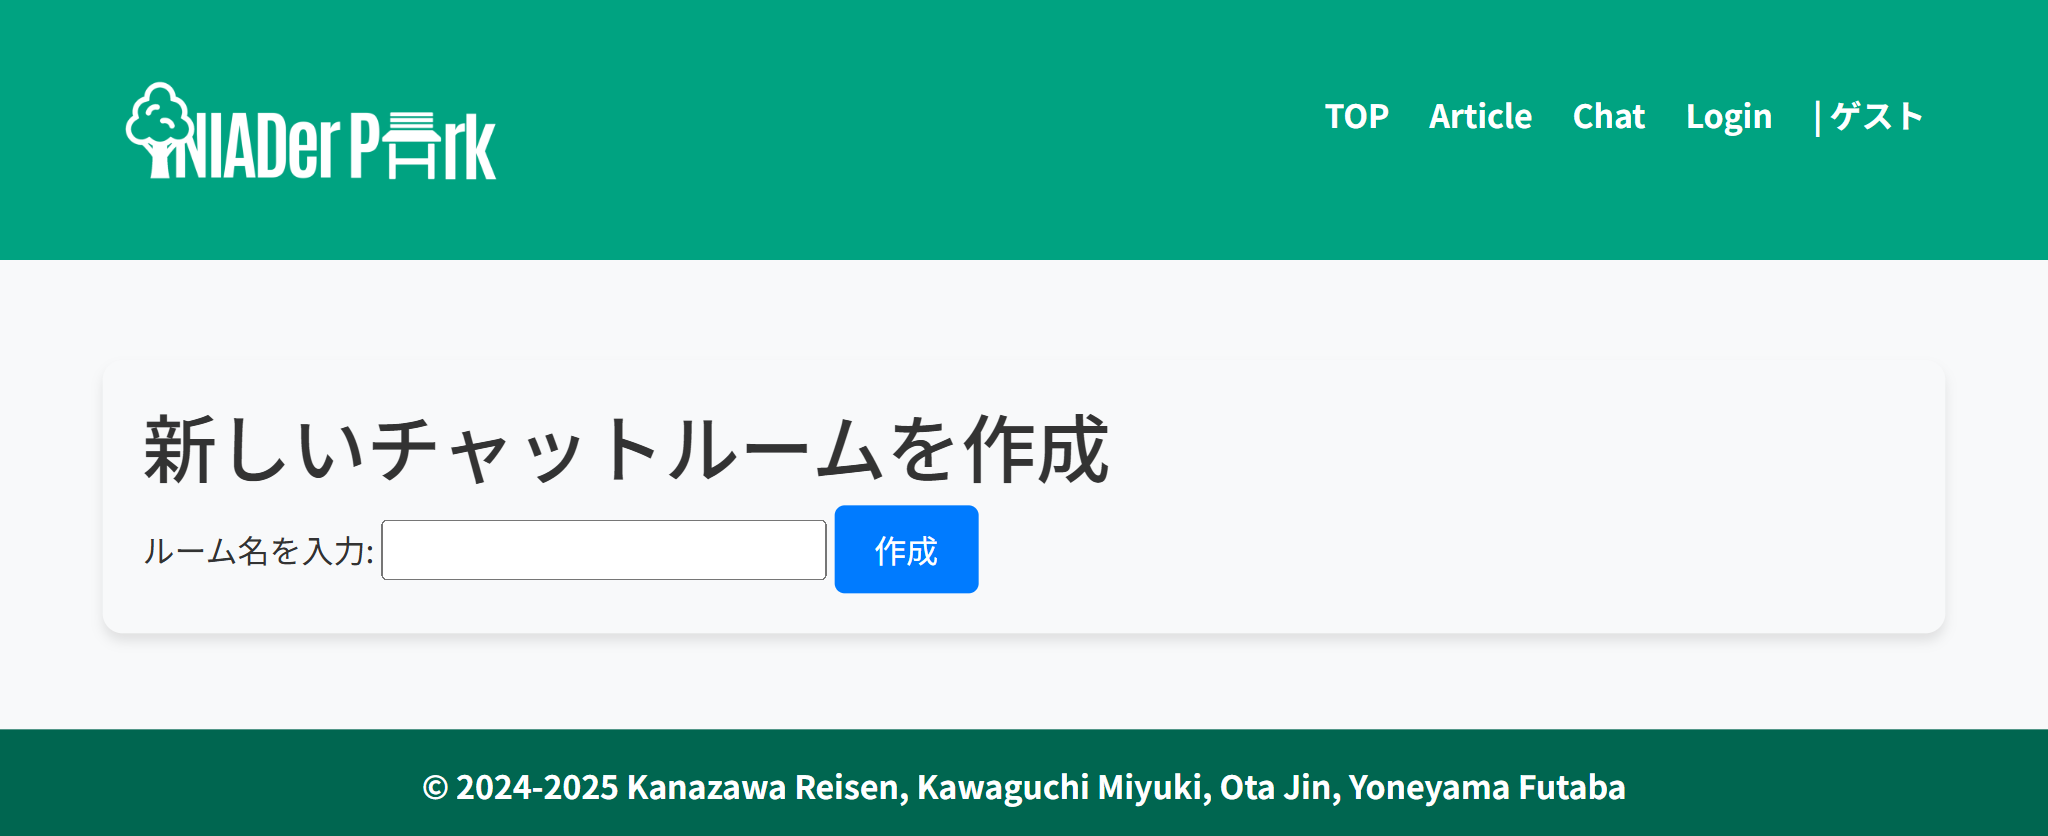 NIADer Park
TOP Article Chat Login | ゲスト
新しいチャットルームを作成
ルーム名を入力: 作成
© 2024-2025 Kanazawa Reisen, Kawaguchi Miyuki, Ota Jin, Yoneyama Futaba